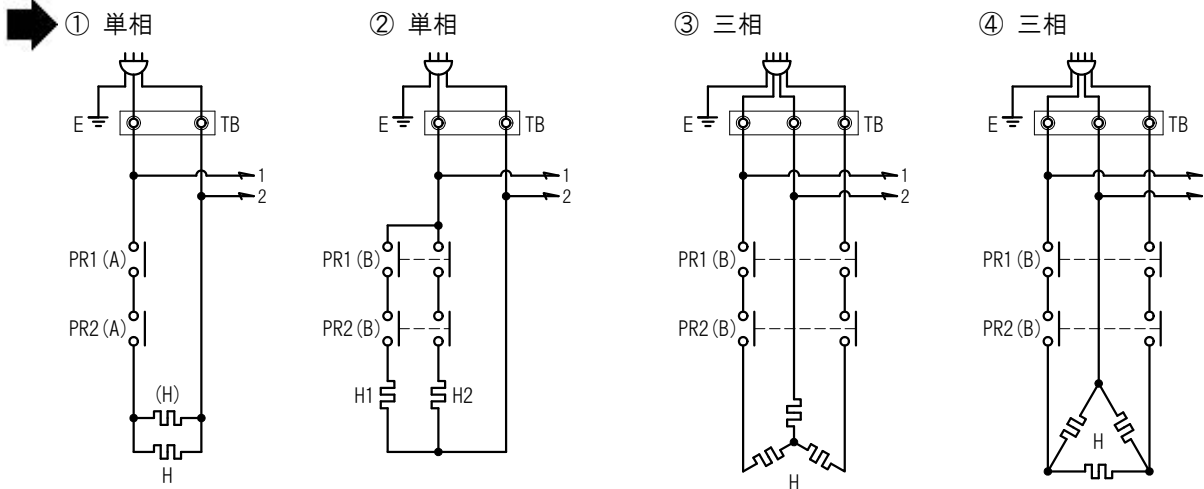 ① 単相
② 単相
③ 三相
④ 三相
E TB
E TB
E TB
E TB
1
1
1
2
2
2
PR1(A)
PR1(B)
PR1(B)
PR1(B)
PR2(A)
PR2(B)
PR2(B)
PR2(B)
(H)
H1 H2
H
H
H